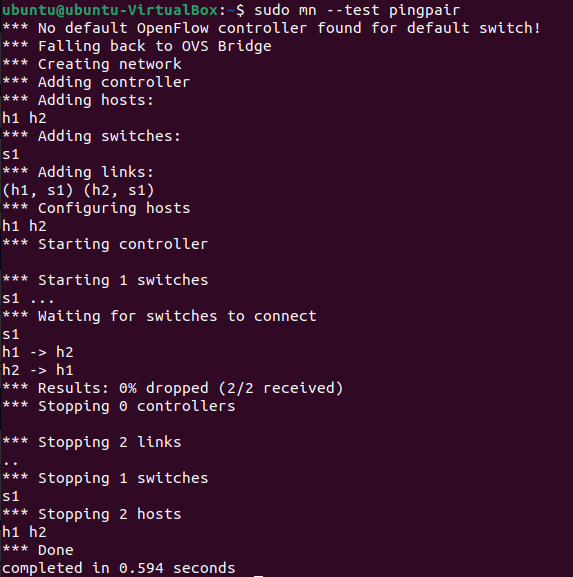 ubuntu@ubuntu-VirtualBox:~$ sudo mn --test pingpair
*** No default OpenFlow controller found for default switch!
*** Falling back to OVS Bridge
*** Creating network
*** Adding controller
*** Adding hosts:
h1 h2
*** Adding switches:
s1
*** Adding links:
(h1, s1) (h2, s1)
*** Configuring hosts
h1 h2
*** Starting controller

*** Starting 1 switches
s1 ...
*** Waiting for switches to connect
s1
h1 -> h2
h2 -> h1
*** Results: 0% dropped (2/2 received)
*** Stopping 0 controllers

*** Stopping 2 links
..
*** Stopping 1 switches
s1
*** Stopping 2 hosts
h1 h2
*** Done
completed in 0.594 seconds